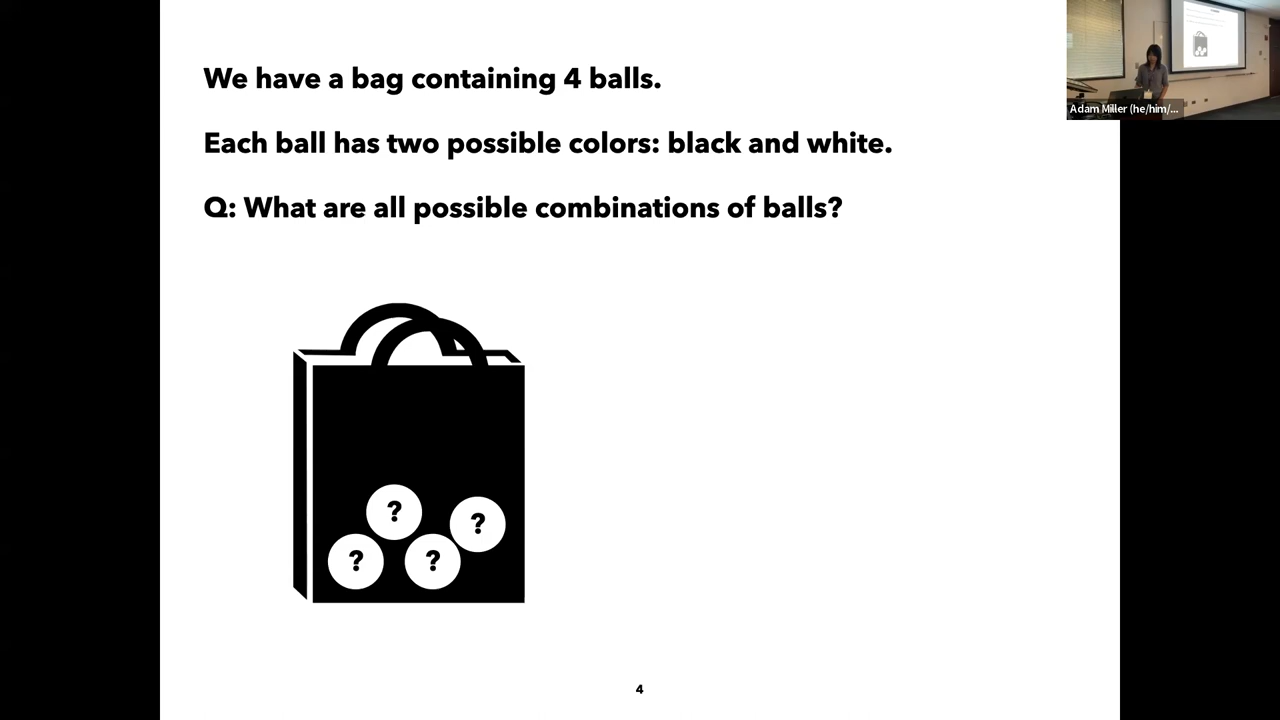 We have a bag containing 4 balls.
Each ball has two possible colors: black and white.
Q: What are all possible combinations of balls?
?
?
?
?
4
Adam Miller (he/him/...